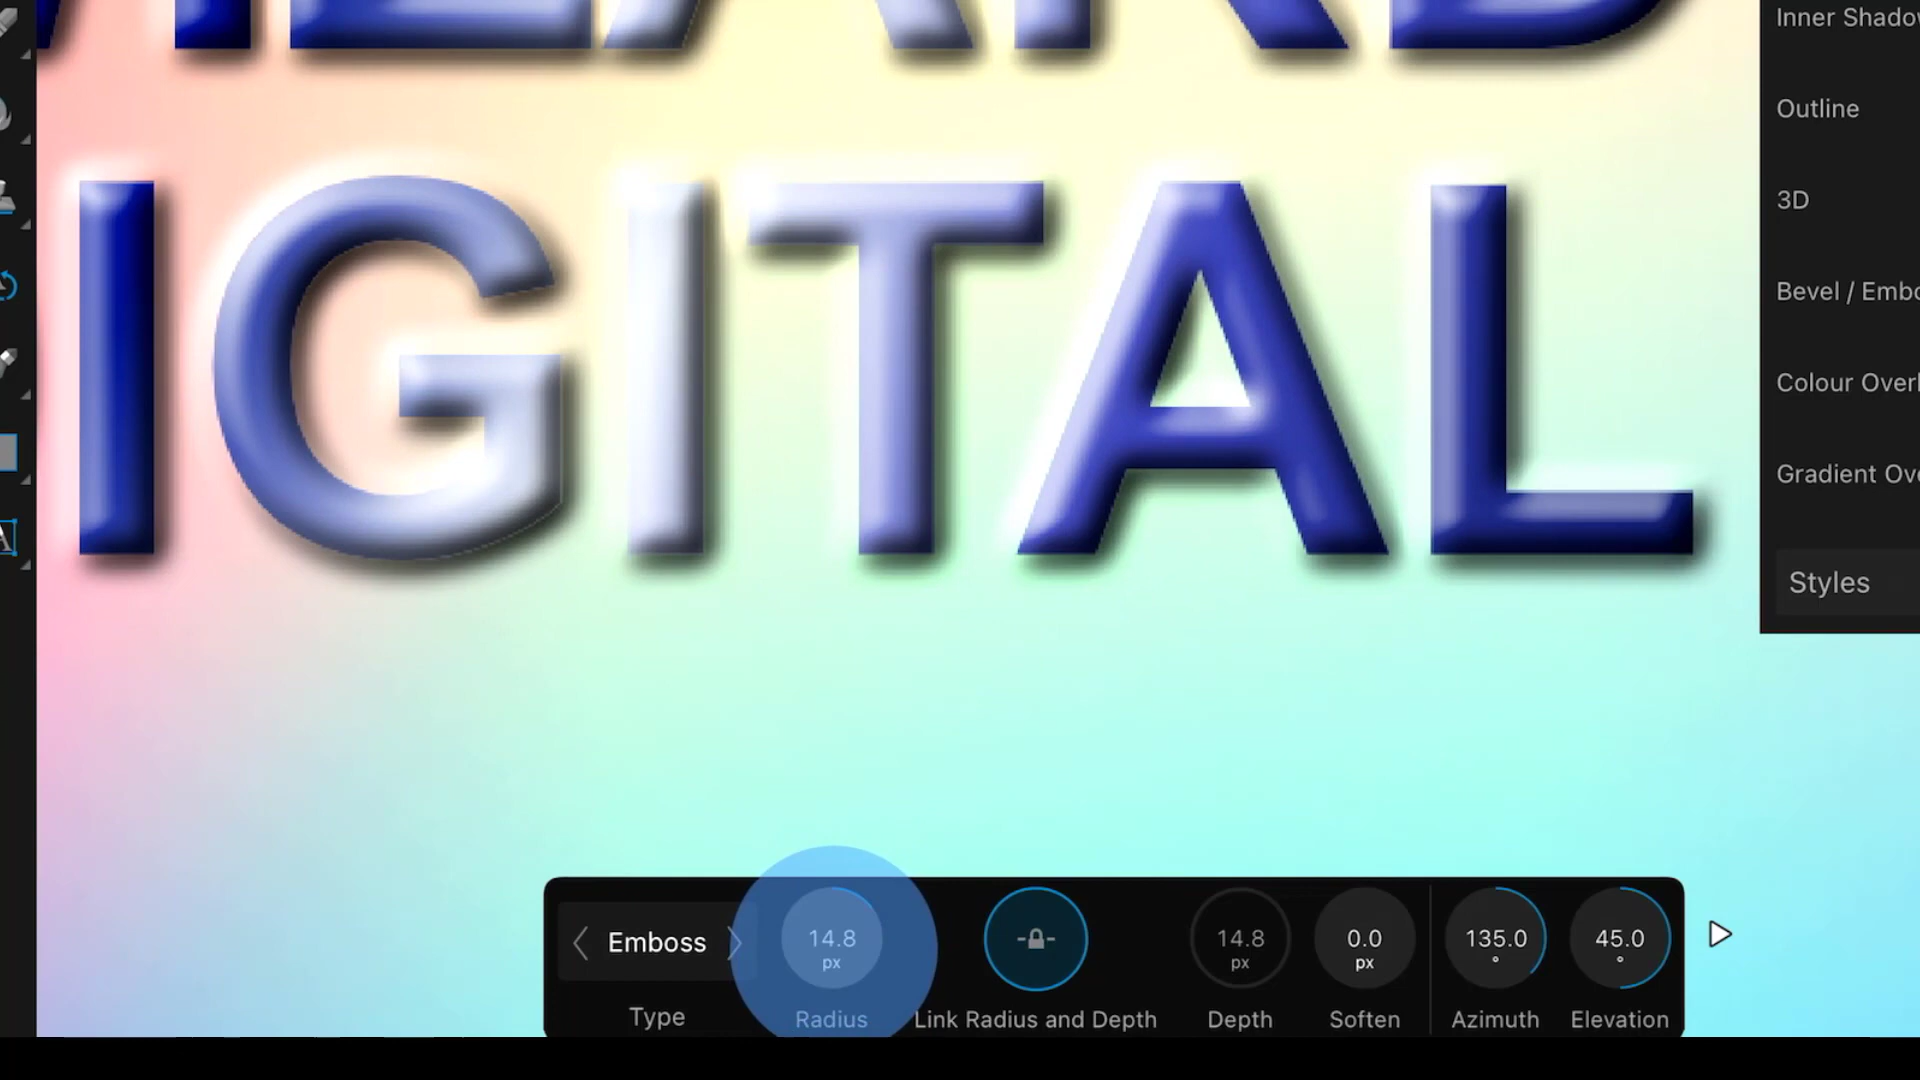 IGITAL
Inner Shado
Outline
3D
Bevel / Embo
Colour Overl
Gradient Ove
Styles
Emboss
Type
14.8 px
Radius
Link Radius and Depth
14.8 px
Depth
0.0 px
Soften
135.0 °
Azimuth
45.0 °
Elevation